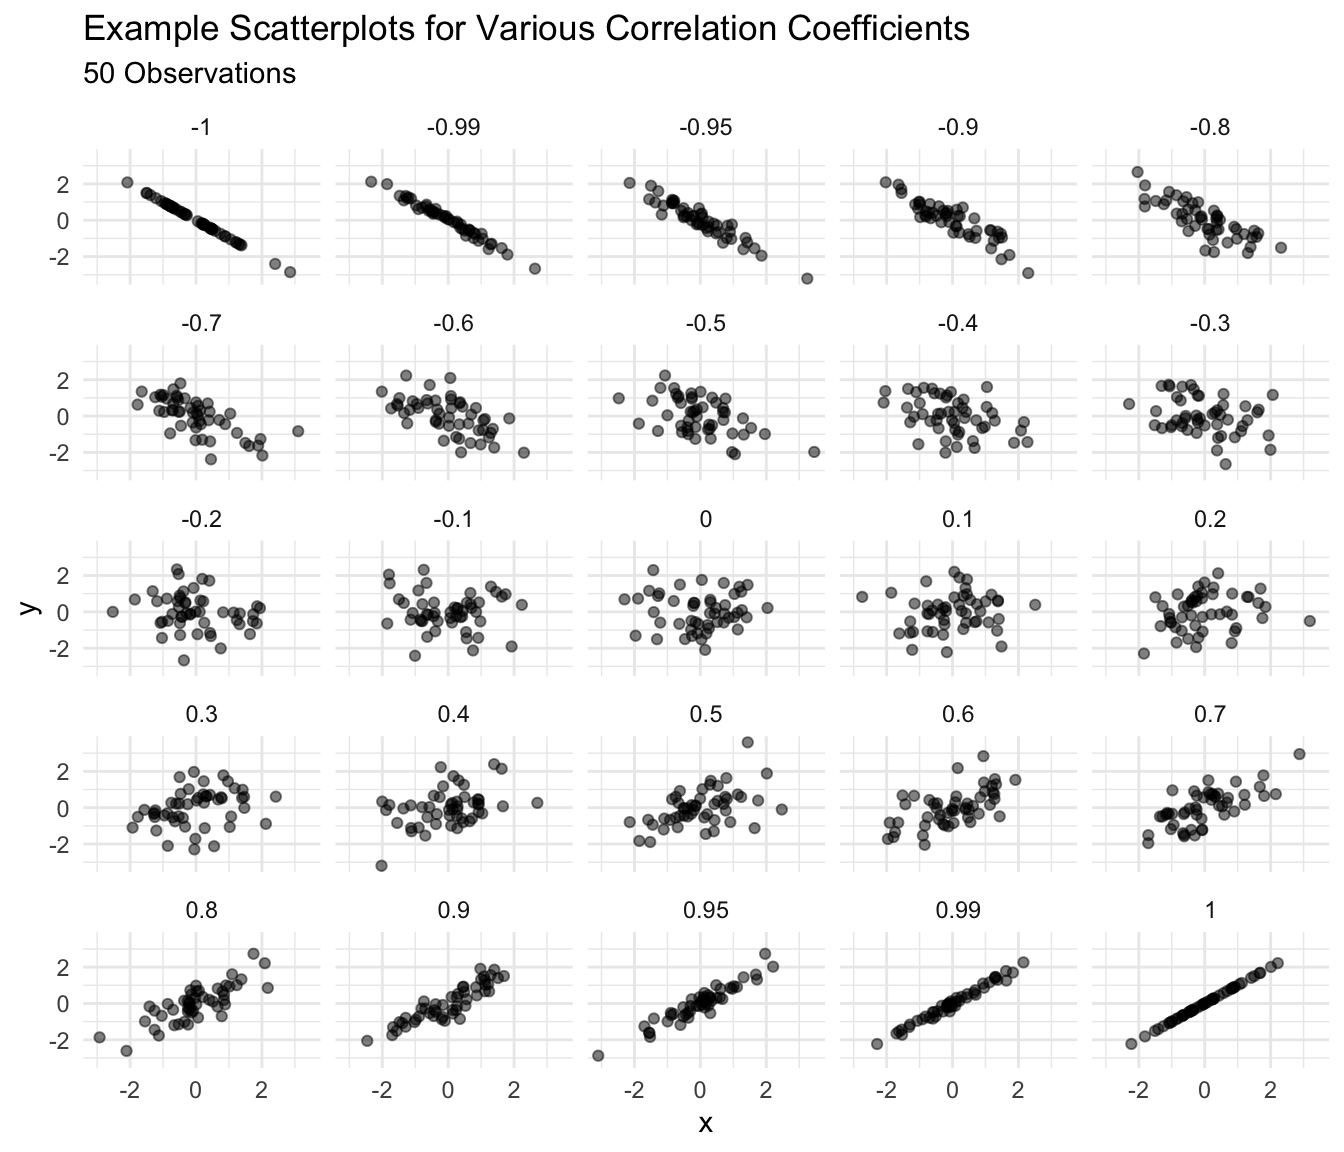 Example Scatterplots for Various Correlation Coefficients
50 Observations
-1 -0.99 -0.95 -0.9 -0.8
2
0
-2
-0.7 -0.6 -0.5 -0.4 -0.3
2
0
-2
-0.2 -0.1 0 0.1 0.2
2
0
-2
y
0.3 0.4 0.5 0.6 0.7
2
0
-2
0.8 0.9 0.95 0.99 1
2
0
-2
-2 0 2 -2 0 2 -2 0 2 -2 0 2 -2 0 2
x